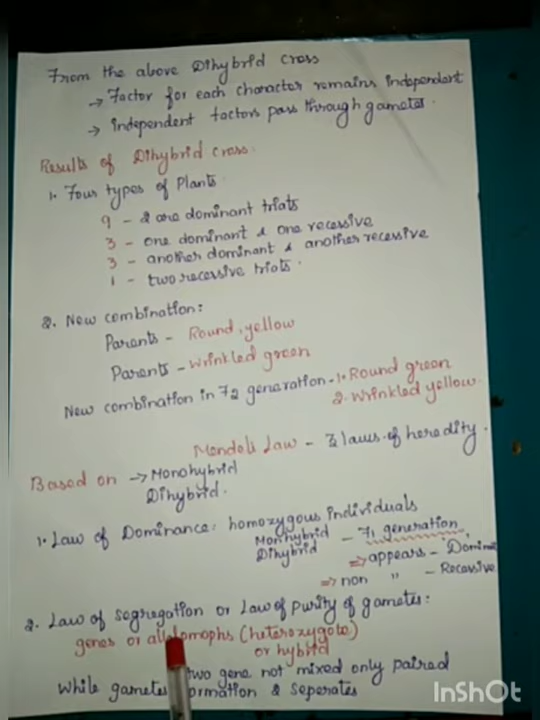 From the above Dihybrid cross
→ Factor for each character remains independent
→ independent factors pass through gametes.
Results of Dihybrid cross.
1. Four types of Plants.
9 - 2 are dominant triats
3 - one dominant & one recessive
3 - another dominant & another recessive
1 - two recessive triats.
2. New combination:
Parents - Round, yellow
Parents - Wrinkled green
New combination in F2 generation - 1. Round green
2. Wrinkled yellow.
Mendel's Law - 3 laws of heredity.
Based on → Monohybrid
Dihybrid.
1. Law of Dominance: homozygous individuals
Monohybrid - F1 generation
Dihybrid ⇒ appears - 'Domina
⇒ non " - Recessive
2. Law of segregation or Law of purity of gametes:
genes or allelomophs (heterozygote)
or hybrid
two gene not mixed only paired
While gametes formation & seperates
InShOt